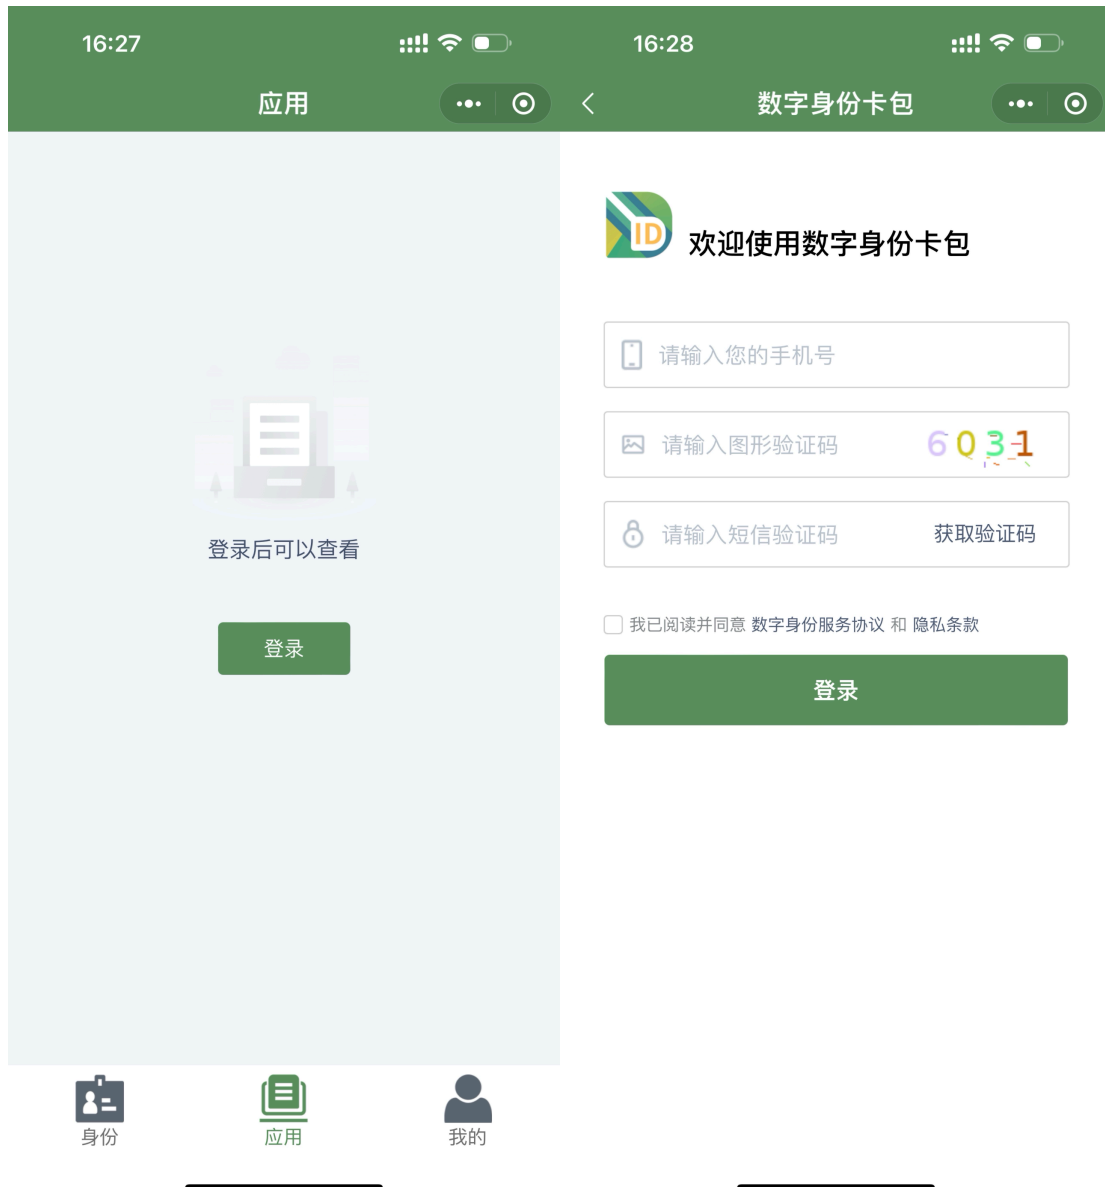 16:27
应用
登录后可以查看
登录
身份
应用
我的
16:28
数字身份卡包
ID
欢迎使用数字身份卡包
请输入您的手机号
请输入图形验证码
6031
请输入短信验证码
获取验证码
我已阅读并同意 数字身份服务协议 和 隐私条款
登录